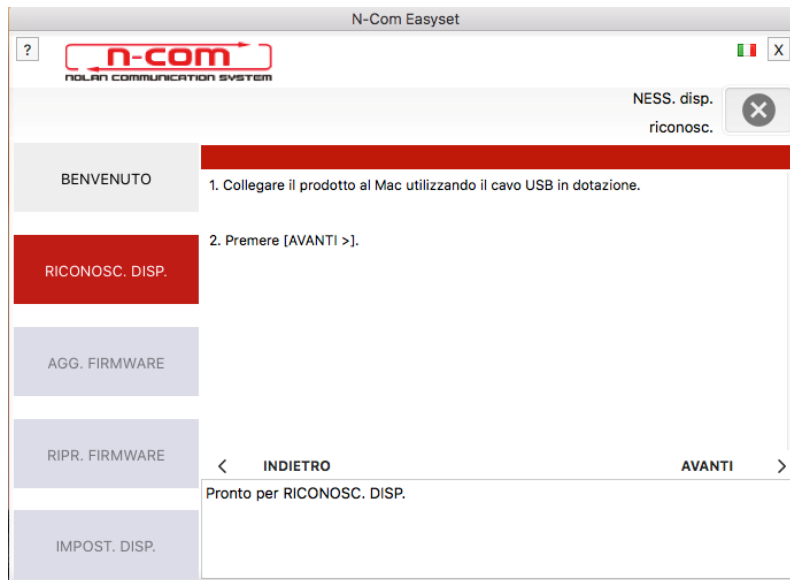 N-Com Easyset
?
n-com
NOLAN COMMUNICATION SYSTEM
X
NESS. disp.
riconosc.
BENVENUTO
1. Collegare il prodotto al Mac utilizzando il cavo USB in dotazione.
2. Premere [AVANTI >].
RICONOSC. DISP.
AGG. FIRMWARE
RIPR. FIRMWARE
< INDIETRO AVANTI >
Pronto per RICONOSC. DISP.
IMPOST. DISP.